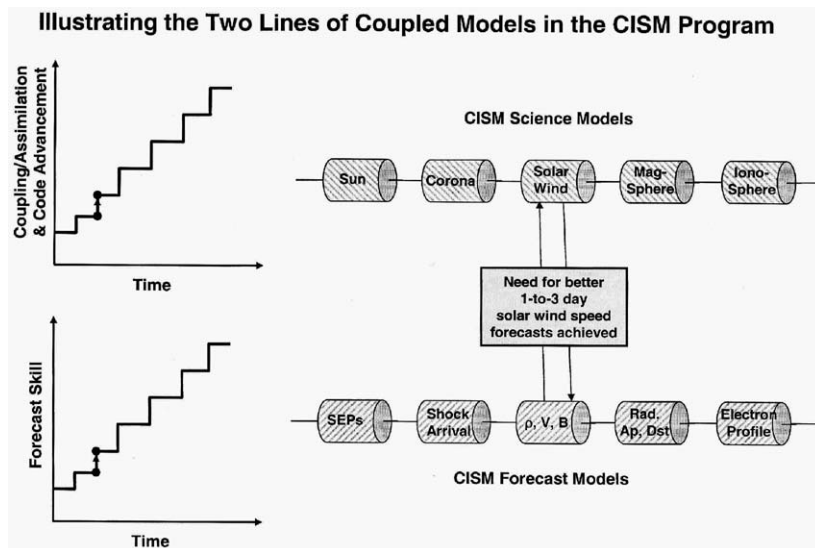 Illustrating the Two Lines of Coupled Models in the CISM Program
Coupling/Assimilation
& Code Advancement
Time
CISM Science Models
Sun
Corona
Solar
Wind
Mag-
Sphere
Iono-
Sphere
Need for better
1-to-3 day
solar wind speed
forecasts achieved
Forecast Skill
Time
SEPs
Shock
Arrival
ρ, V, B
Rad,
Ap, Dst
Electron
Profile
CISM Forecast Models